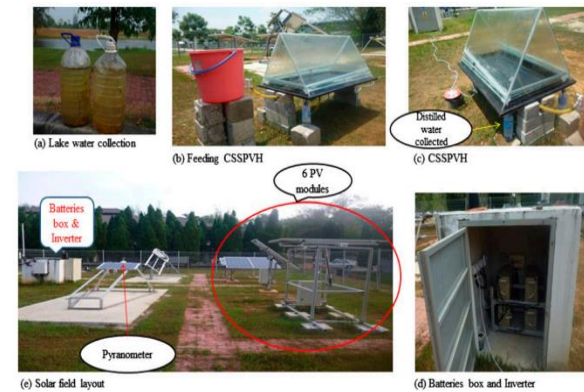 (a) Lake water collection
(b) Feeding CSSPVH
Distilled
water
collected
(c) CSSPVH
6 PV
modules
Batteries
box &
Inverter
Pyranometer
(e) Solar field layout
(d) Batteries box and Inverter